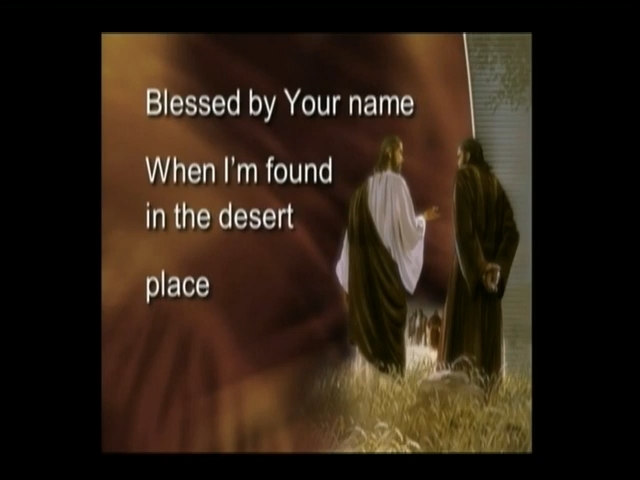 Blessed by Your name
When I'm found
in the desert
place